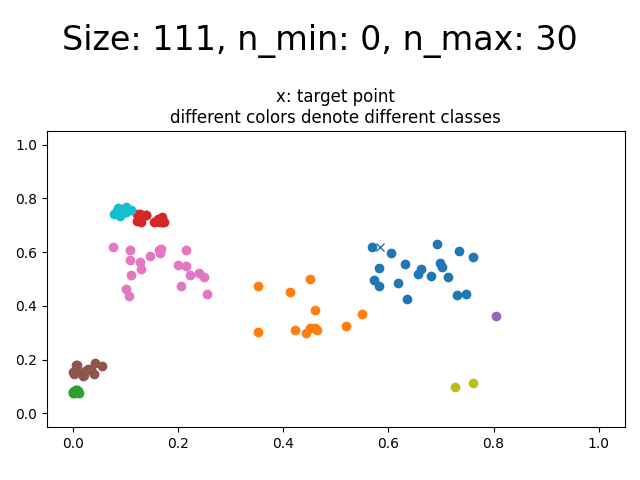 Size: 111, n_min: 0, n_max: 30
x: target point
different colors denote different classes
1.0
0.8
0.6
0.4
0.2
0.0
0.0 0.2 0.4 0.6 0.8 1.0